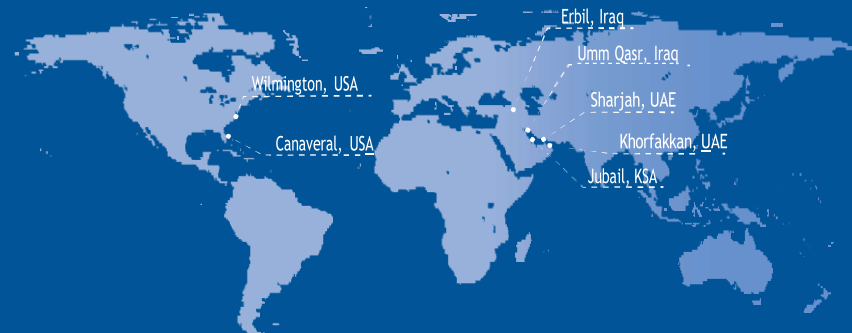 Erbil, Iraq
Umm Qasr, Iraq
Wilmington, USA
Sharjah, UAE
Canaveral, USA
Khorfakkan, UAE
Jubail, KSA